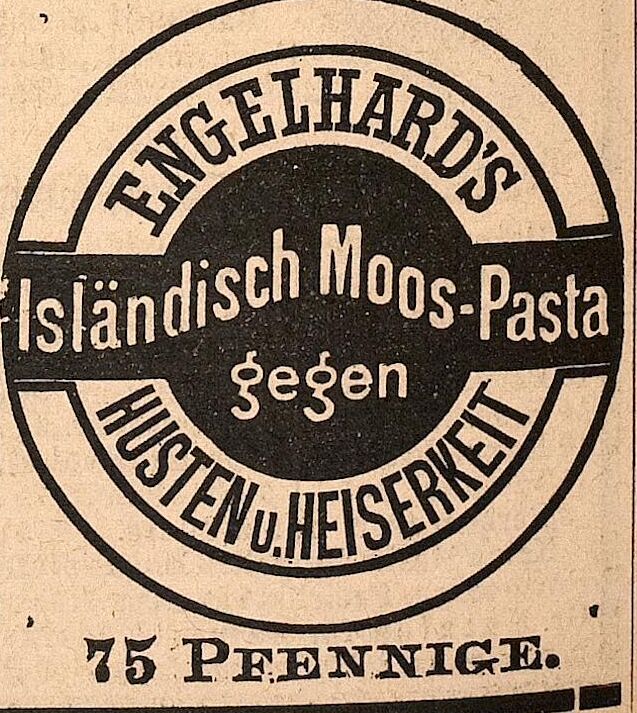 ENGELHARD'S
Isländisch Moos-Pasta
gegen
HUSTEN u. HEISERKEIT
75 PFENNIGE.